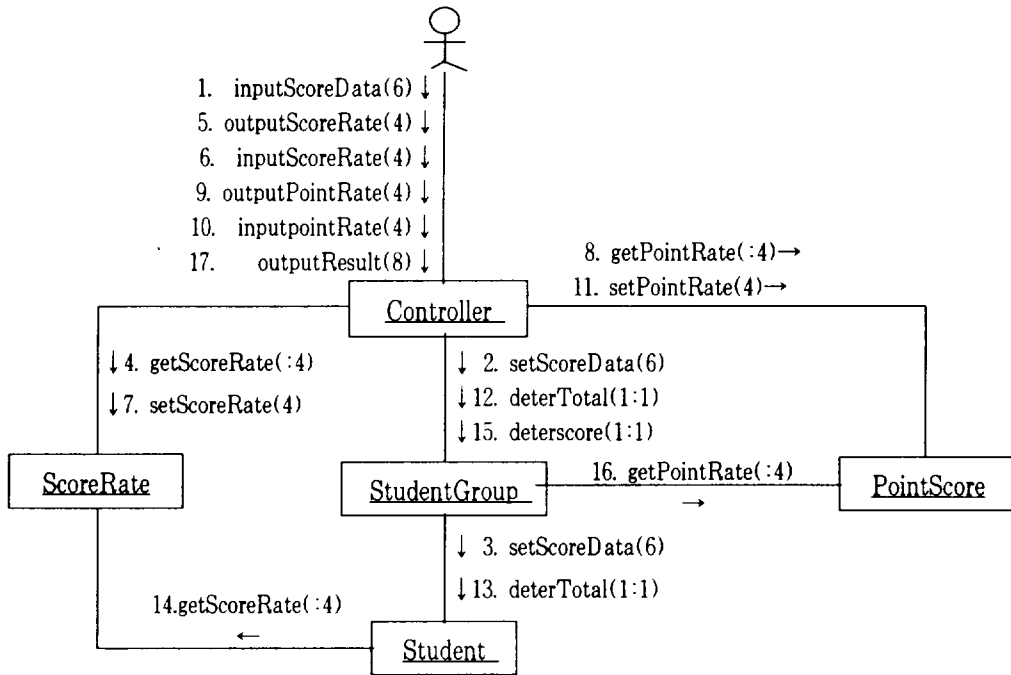 1. inputScoreData(6) ↓
5. outputScoreRate(4) ↓
6. inputScoreRate(4) ↓
9. outputPointRate(4) ↓
10. inputpointRate(4) ↓
17. outputResult(8) ↓
8. getPointRate(:4)→
11. setPointRate(4)→
Controller
↓4. getScoreRate(:4)
↓7. setScoreRate(4)
↓ 2. setScoreData(6)
↓12. deterTotal(1:1)
↓15. deterscore(1:1)
ScoreRate
StudentGroup
16. getPointRate(:4)
→
PointScore
↓ 3. setScoreData(6)
↓13. deterTotal(1:1)
14.getScoreRate(:4)
←
Student